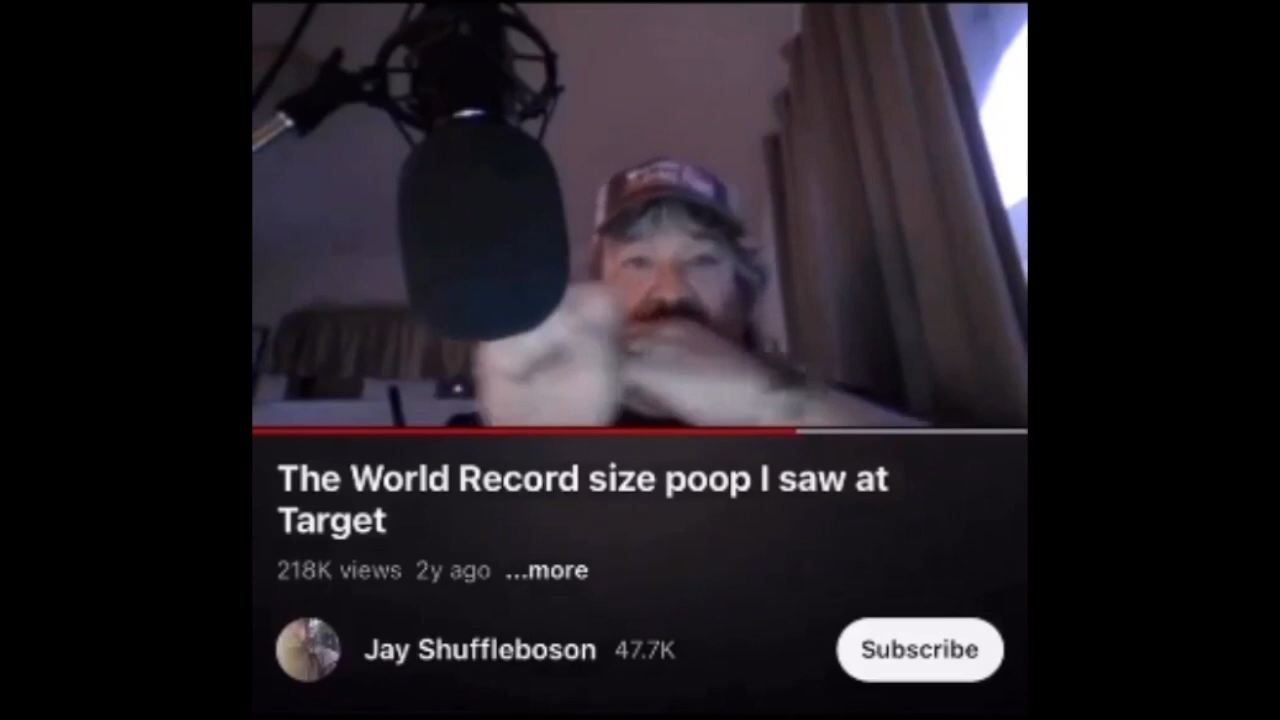 The World Record size poop I saw at
Target
218K views 2y ago ...more
Jay Shuffleboson 47.7K
Subscribe